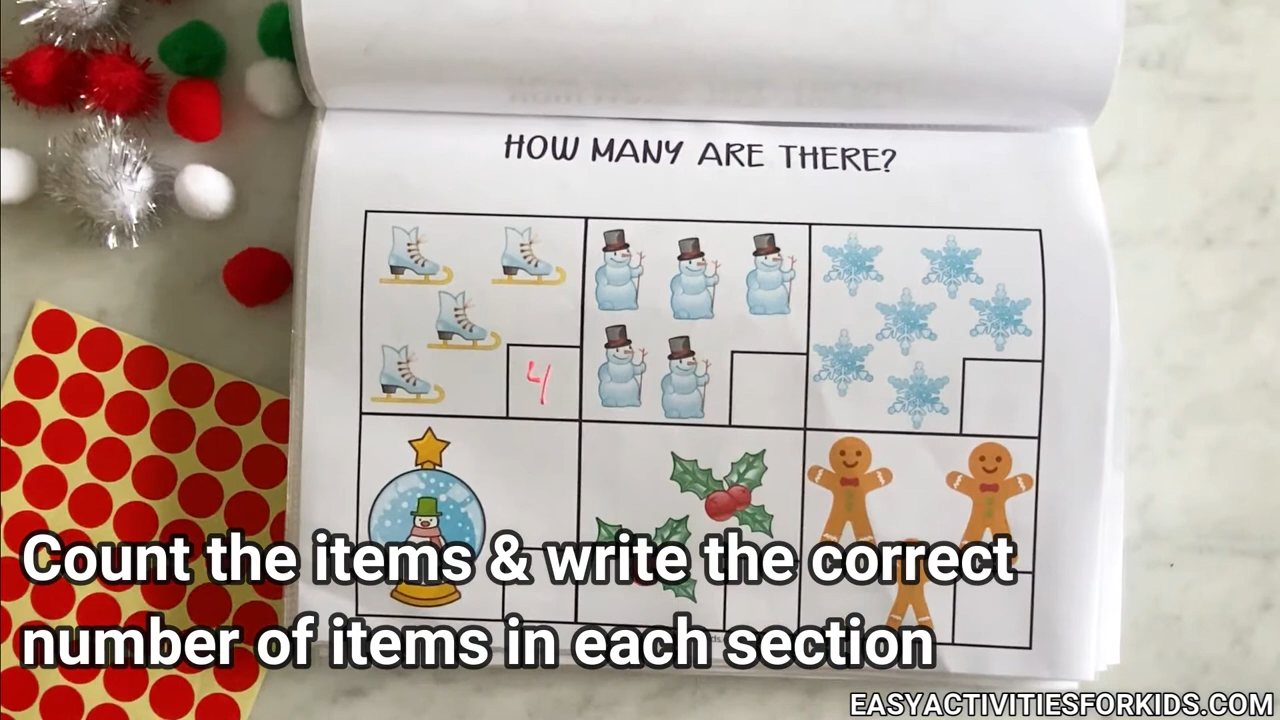 HOW MANY ARE THERE?
4
Count the items & write the correct
number of items in each section
EASYACTIVITIESFORKIDS.COM